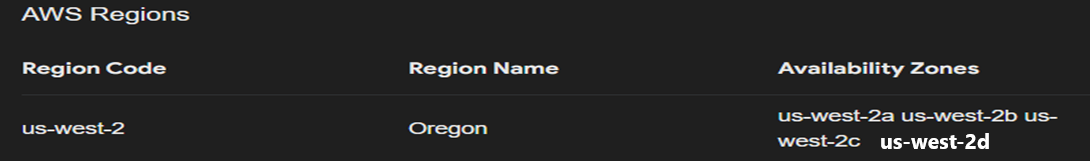 AWS Regions
Region Code Region Name Availability Zones
us-west-2 Oregon us-west-2a us-west-2b us-
west-2c us-west-2d